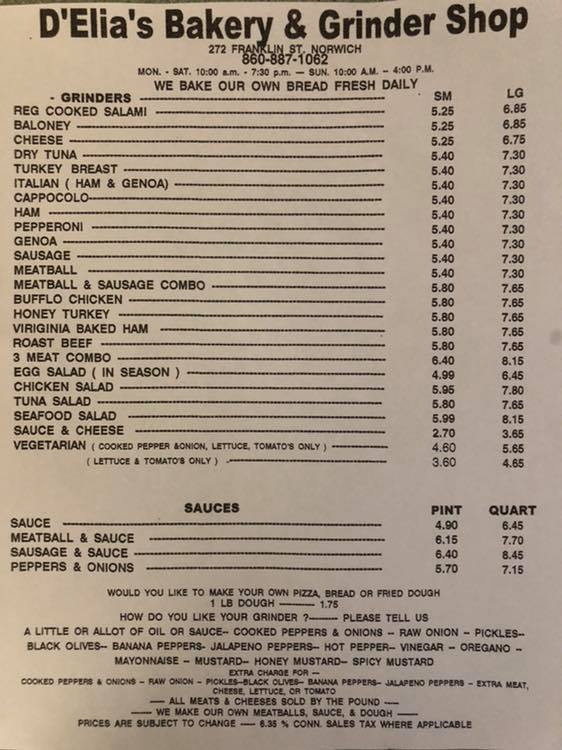 D'Elia's Bakery & Grinder Shop
272 FRANKLIN ST. NORWICH
860-887-1062
MON. - SAT. 10:00 a.m. - 7:30 p.m. — SUN. 10:00 A.M. – 4:00 P.M.
WE BAKE OUR OWN BREAD FRESH DAILY
- GRINDERS SM LG
REG COOKED SALAMI 5.25 6.85
BALONEY 5.25 6.85
CHEESE 5.25 6.75
DRY TUNA 5.40 7.30
TURKEY BREAST 5.40 7.30
ITALIAN ( HAM & GENOA) 5.40 7.30
CAPPOCOLO 5.40 7.30
HAM 5.40 7.30
PEPPERONI 5.40 7.30
GENOA 5.40 7.30
SAUSAGE 5.40 7.30
MEATBALL 5.40 7.30
MEATBALL & SAUSAGE COMBO 5.80 7.65
BUFFLO CHICKEN 5.80 7.65
HONEY TURKEY 5.80 7.65
VIRIGINIA BAKED HAM 5.80 7.65
ROAST BEEF 5.80 7.65
3 MEAT COMBO 6.40 8.15
EGG SALAD ( IN SEASON ) 4.99 6.45
CHICKEN SALAD 5.95 7.80
TUNA SALAD 5.80 7.65
SEAFOOD SALAD 5.99 8.15
SAUCE & CHEESE 2.70 3.65
VEGETARIAN ( COOKED PEPPER &ONION, LETTUCE, TOMATO'S ONLY ) 4.60 5.65
( LETTUCE & TOMATO'S ONLY ) 3.60 4.65
SAUCES PINT QUART
SAUCE 4.90 6.45
MEATBALL & SAUCE 6.15 7.70
SAUSAGE & SAUCE 6.40 8.45
PEPPERS & ONIONS 5.70 7.15
WOULD YOU LIKE TO MAKE YOUR OWN PIZZA, BREAD OR FRIED DOUGH
1 LB DOUGH ---------- 1.75
HOW DO YOU LIKE YOUR GRINDER ?-------- PLEASE TELL US
A LITTLE OR ALLOT OF OIL OR SAUCE-- COOKED PEPPERS & ONIONS -- RAW ONION -- PICKLES--
BLACK OLIVES-- BANANA PEPPERS- JALAPENO PEPPERS-- HOT PEPPER-- VINEGAR -- OREGANO --
MAYONNAISE -- MUSTARD-- HONEY MUSTARD-- SPICY MUSTARD
EXTRA CHARGE FOR --
COOKED PEPPERS & ONIONS -- RAW ONION -- PICKLES--BLACK OLIVES-- BANANA PEPPERS-- JALAPENO PEPPERS -- EXTRA MEAT,
CHEESE, LETTUCE, OR TOMATO
---- ALL MEATS & CHEESES SOLD BY THE POUND ----
---- WE MAKE OUR OWN MEATBALLS, SAUCE, & DOUGH ----
PRICES ARE SUBJECT TO CHANGE ---- 6.35 % CONN. SALES TAX WHERE APPLICABLE